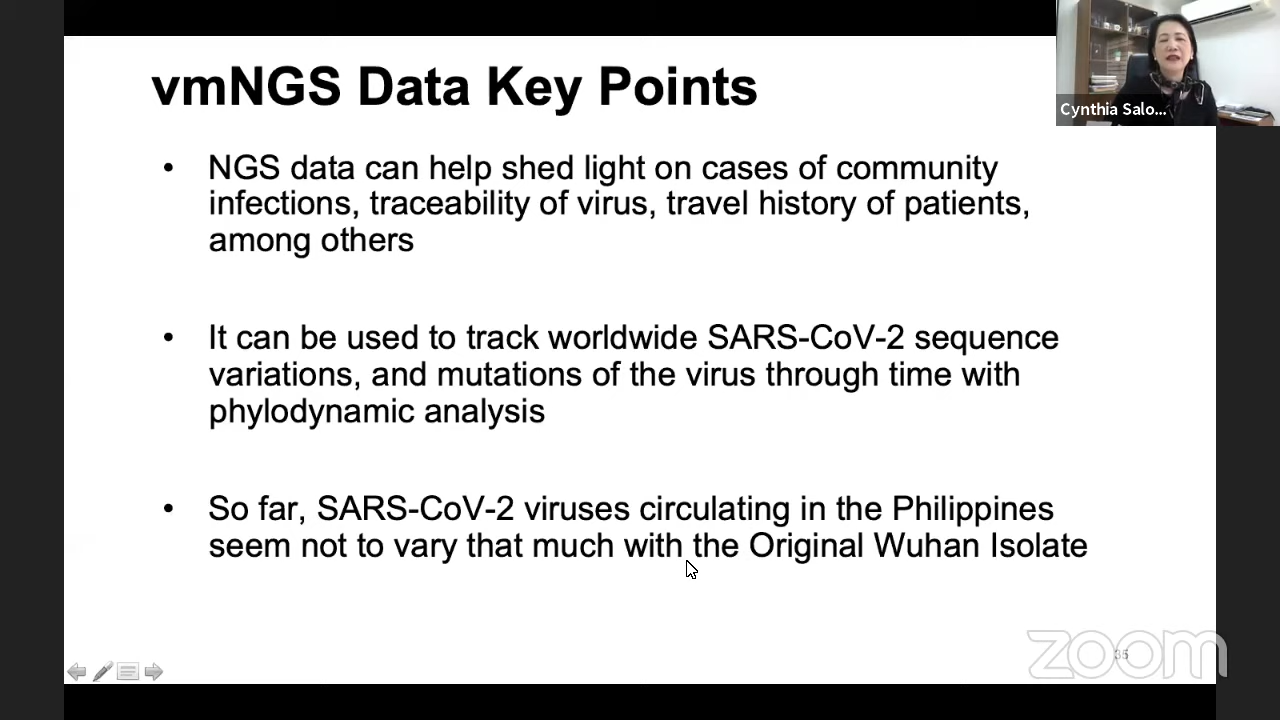 vmNGS Data Key Points
Cynthia Salo...
• NGS data can help shed light on cases of community
infections, traceability of virus, travel history of patients,
among others
• It can be used to track worldwide SARS-CoV-2 sequence
variations, and mutations of the virus through time with
phylodynamic analysis
• So far, SARS-CoV-2 viruses circulating in the Philippines
seem not to vary that much with the Original Wuhan Isolate
zoom
35